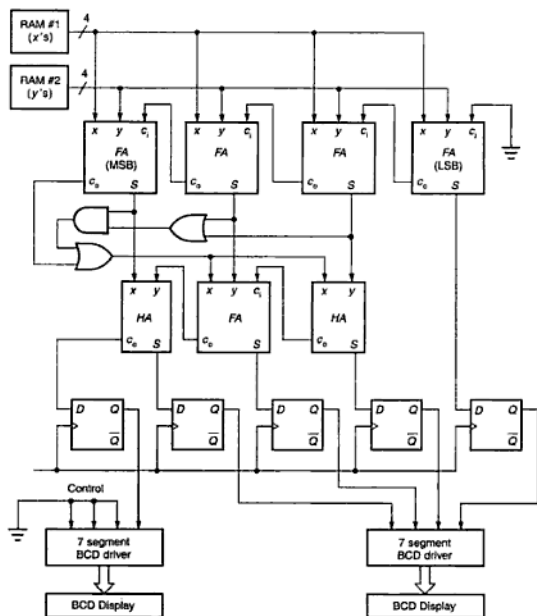 RAM #1
(x's)
4
RAM #2
(y's)
4
x y ci
FA
(MSB)
co S
x y ci
FA
co S
x y ci
FA
co S
x y ci
FA
(LSB)
co S
x y
HA
co S
x y ci
FA
co S
x y
HA
co S
D Q
Q̅
D Q
Q̅
D Q
Q̅
D Q
Q̅
D Q
Q̅
Control
7 segment
BCD driver
7 segment
BCD driver
BCD Display
BCD Display